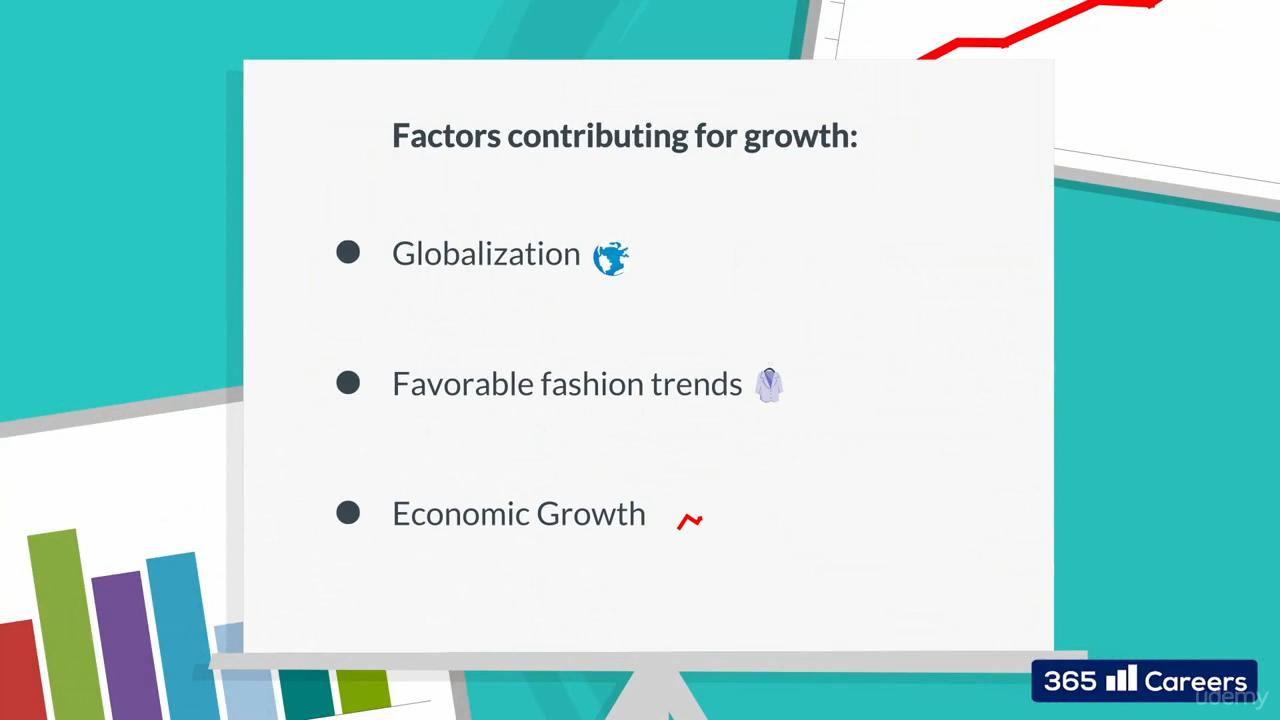 Factors contributing for growth:
Globalization
Favorable fashion trends
Economic Growth
365 Careers
udemy